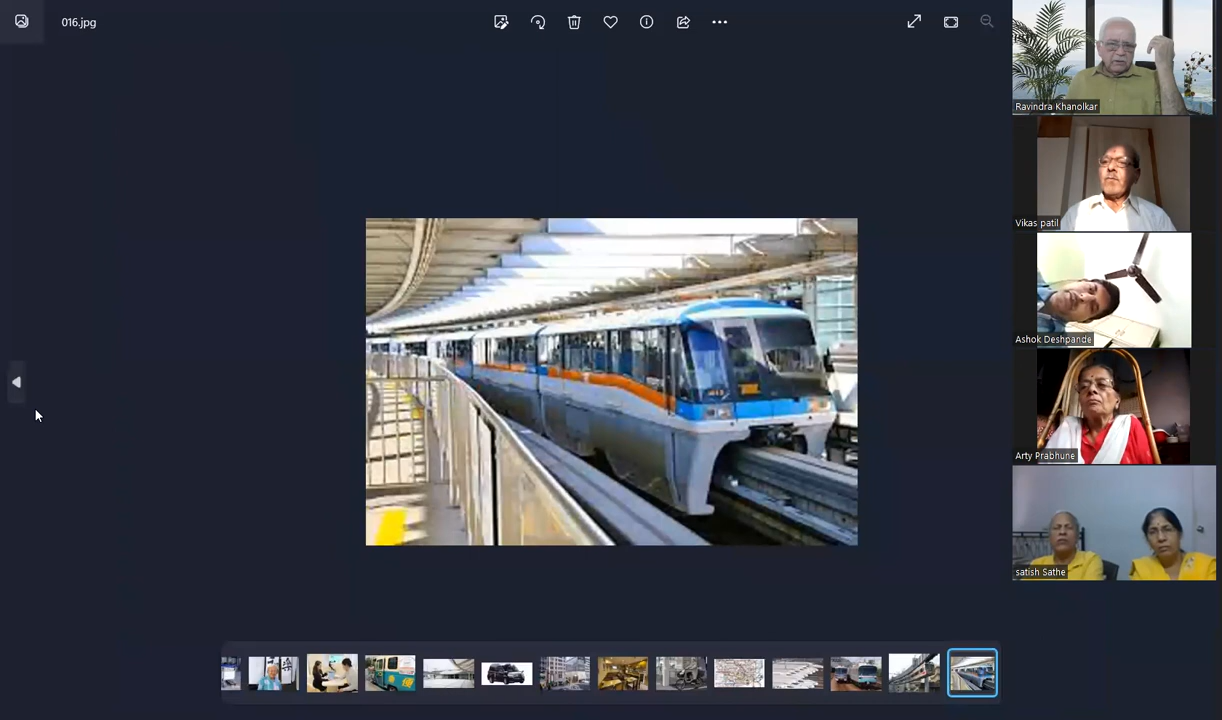 016.jpg
Ravindra Khanolkar
Vikas patil
Ashok Deshpande
Arty Prabhune
satish Sathe